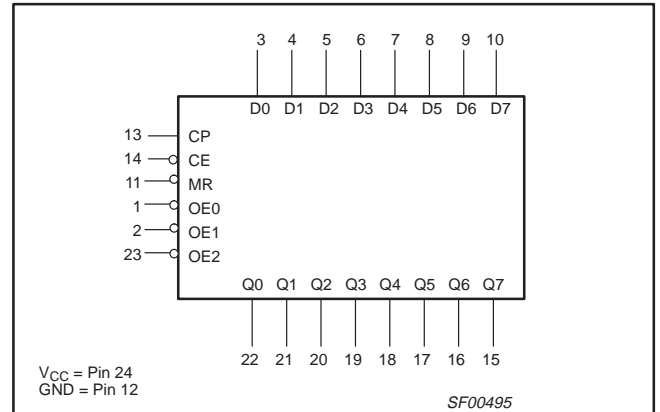 3 4 5 6 7 8 9 10
D0 D1 D2 D3 D4 D5 D6 D7
13 CP
14 CE
11 MR
1 OE0
2 OE1
23 OE2
Q0 Q1 Q2 Q3 Q4 Q5 Q6 Q7
22 21 20 19 18 17 16 15
VCC = Pin 24
GND = Pin 12
SF00495